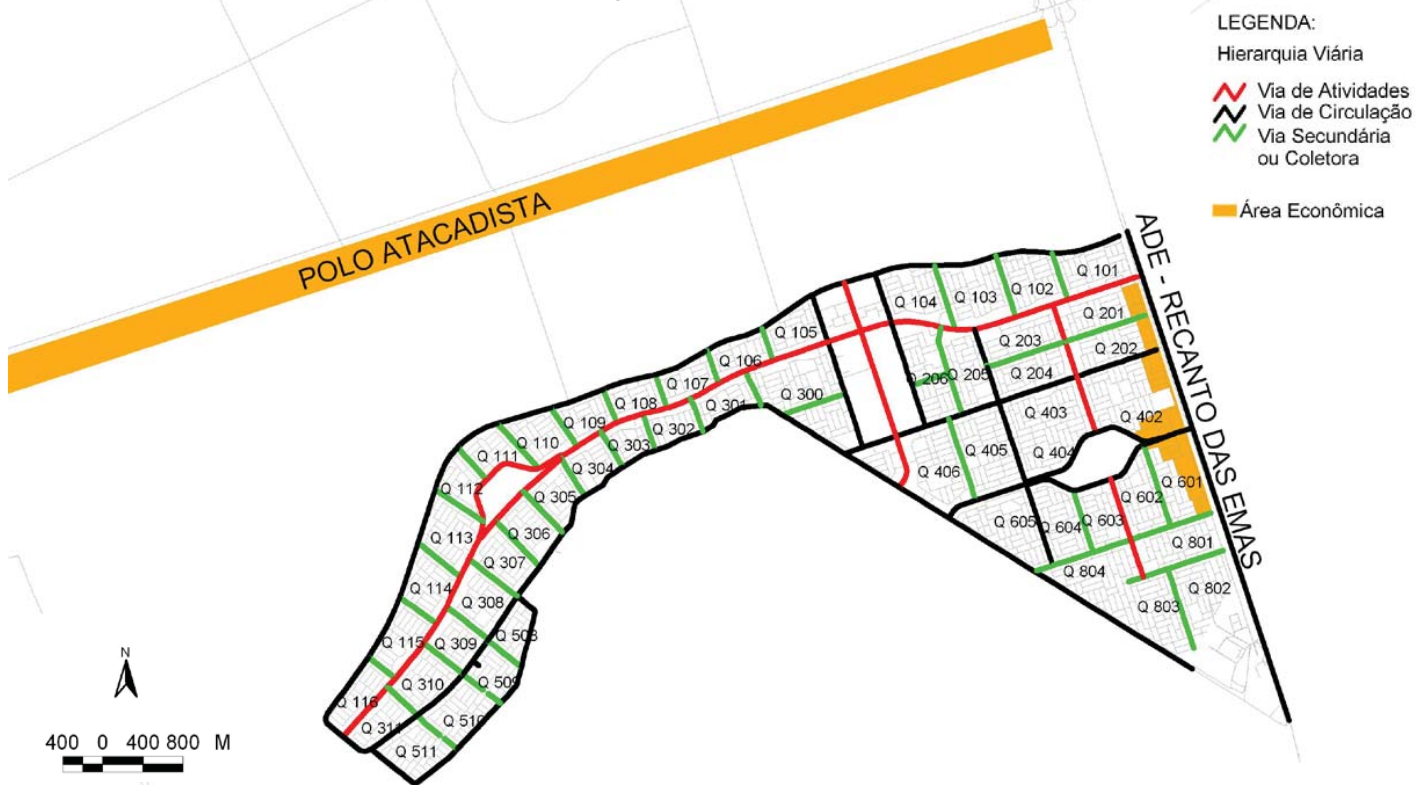 LEGENDA:
Hierarquia Viária
Via de Atividades
Via de Circulação
Via Secundária
ou Coletora
Área Econômica
POLO ATACADISTA
ADE - RECANTO DAS EMAS
Q 101
Q 102
Q 103
Q 104
Q 105
Q 106
Q 107
Q 108
Q 109
Q 110
Q 111
Q 112
Q 113
Q 114
Q 115
Q 116
Q 201
Q 202
Q 203
Q 204
Q 205
Q 206
Q 300
Q 301
Q 302
Q 303
Q 304
Q 305
Q 306
Q 307
Q 308
Q 309
Q 310
Q 311
Q 402
Q 403
Q 404
Q 405
Q 406
Q 508
Q 509
Q 510
Q 511
Q 601
Q 602
Q 603
Q 604
Q 605
Q 801
Q 802
Q 803
Q 804
N
400 0 400 800 M